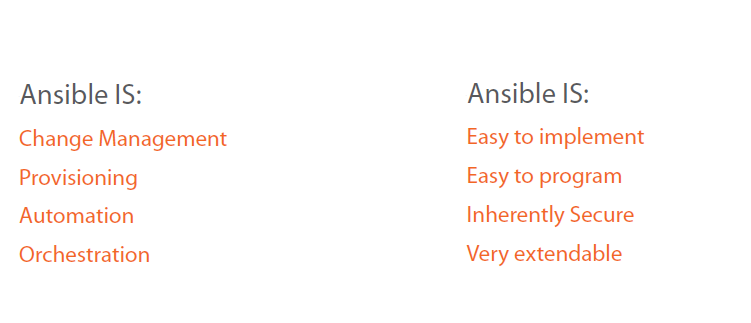 Ansible IS:
Change Management
Provisioning
Automation
Orchestration
Ansible IS:
Easy to implement
Easy to program
Inherently Secure
Very extendable